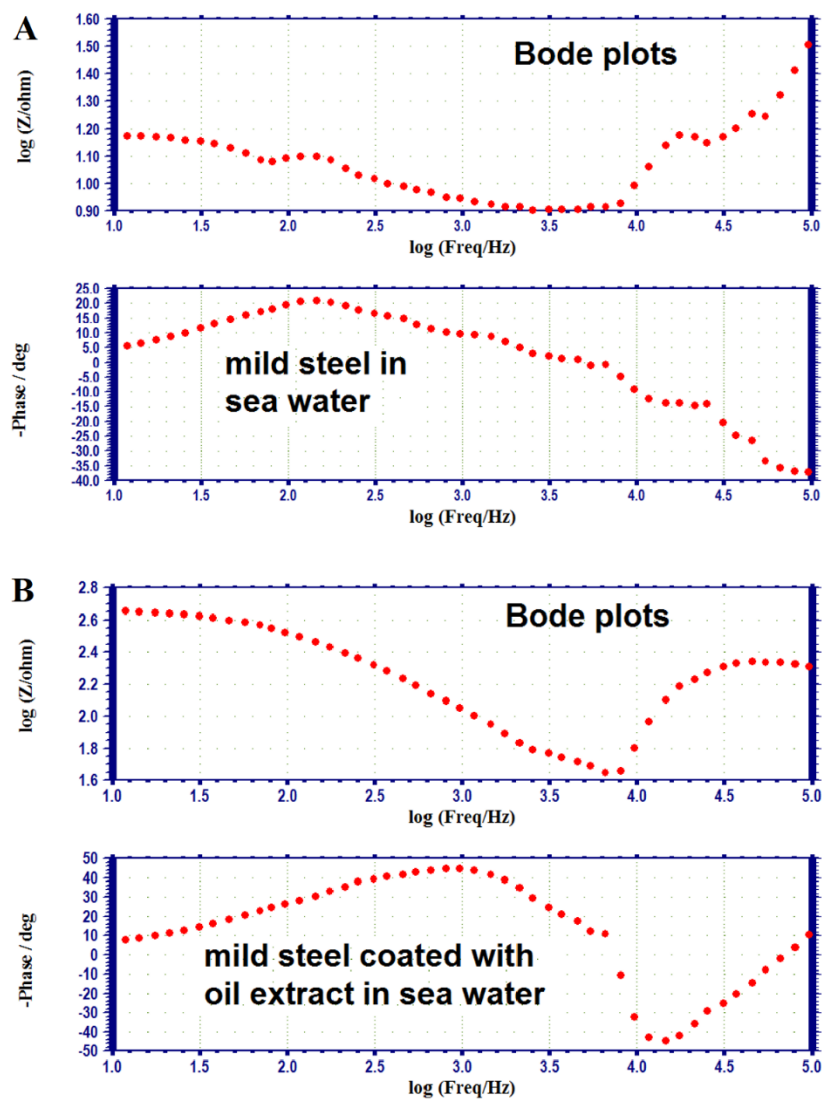 A
Bode plots
log (Z/ohm)
1.60
1.50
1.40
1.30
1.20
1.10
1.00
0.90
1.0 1.5 2.0 2.5 3.0 3.5 4.0 4.5 5.0
log (Freq/Hz)
-Phase / deg
25.0
20.0
15.0
10.0
5.0
0
-5.0
-10.0
-15.0
-20.0
-25.0
-30.0
-35.0
-40.0
mild steel in
sea water
1.0 1.5 2.0 2.5 3.0 3.5 4.0 4.5 5.0
log (Freq/Hz)
B
Bode plots
log (Z/ohm)
2.8
2.6
2.4
2.2
2.0
1.8
1.6
1.0 1.5 2.0 2.5 3.0 3.5 4.0 4.5 5.0
log (Freq/Hz)
-Phase / deg
50
40
30
20
10
0
-10
-20
-30
-40
-50
mild steel coated with
oil extract in sea water
1.0 1.5 2.0 2.5 3.0 3.5 4.0 4.5 5.0
log (Freq/Hz)